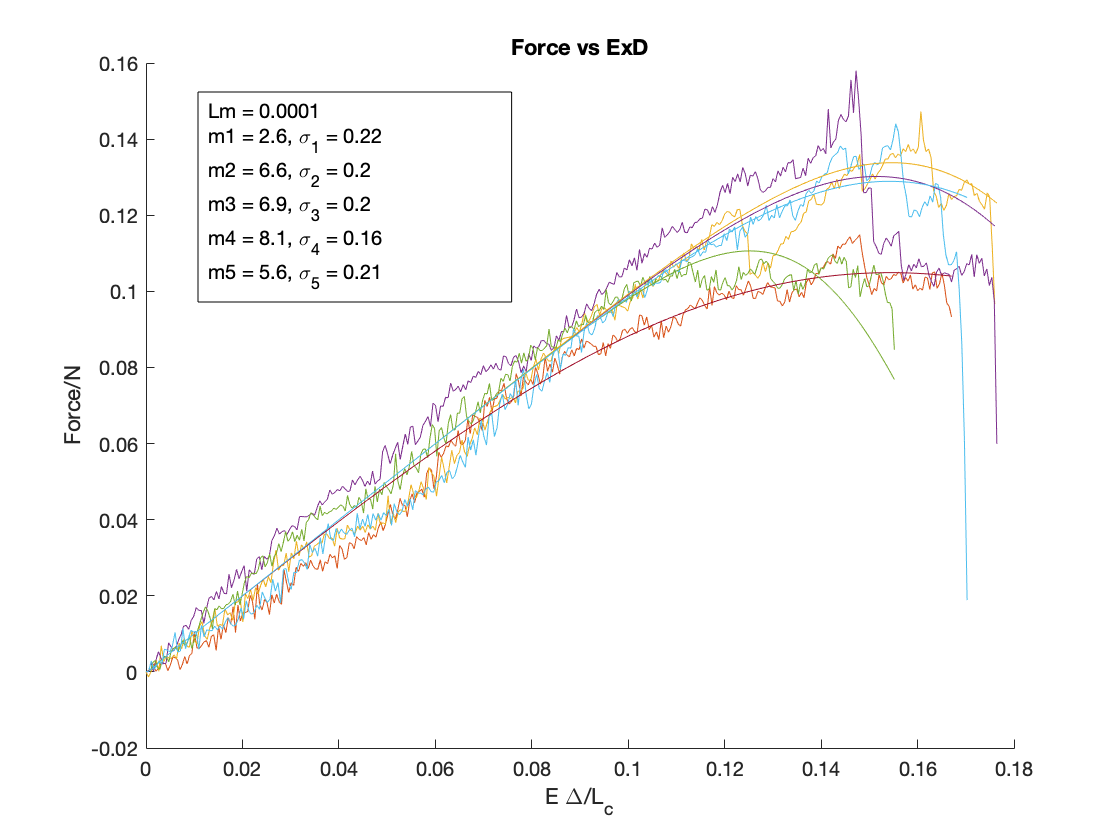 Force vs ExD
0.16
0.14
0.12
0.1
0.08
0.06
0.04
0.02
0
-0.02
Force/N
Lm = 0.0001
m1 = 2.6, σ1 = 0.22
m2 = 6.6, σ2 = 0.2
m3 = 6.9, σ3 = 0.2
m4 = 8.1, σ4 = 0.16
m5 = 5.6, σ5 = 0.21
0 0.02 0.04 0.06 0.08 0.1 0.12 0.14 0.16 0.18
E Δ/Lc